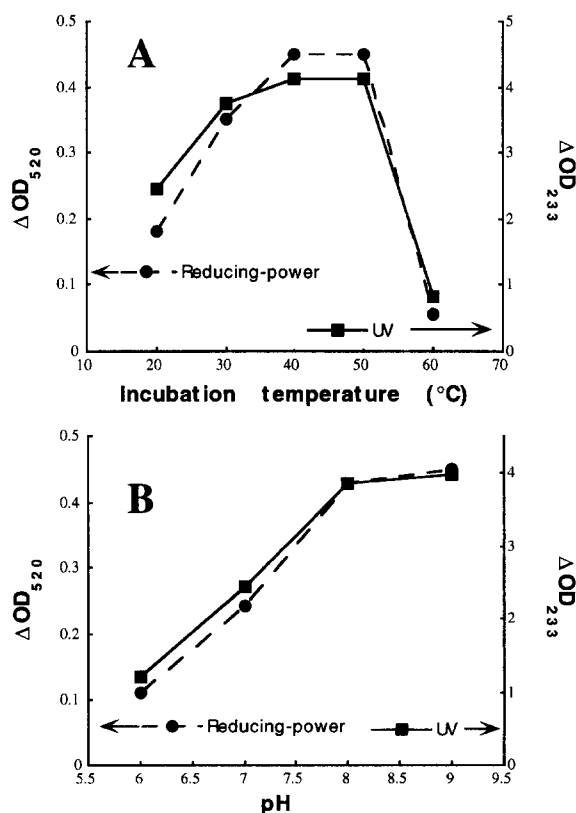 A
0.5
0.4
0.3
0.2
0.1
0
ΔOD520
5
4
3
2
1
0
ΔOD233
Reducing-power
UV
10 20 30 40 50 60 70
Incubation temperature (°C)
B
0.5
0.4
0.3
0.2
0.1
0
ΔOD520
4
3
2
1
0
ΔOD233
Reducing-power
UV
5.5 6 6.5 7 7.5 8 8.5 9 9.5
pH